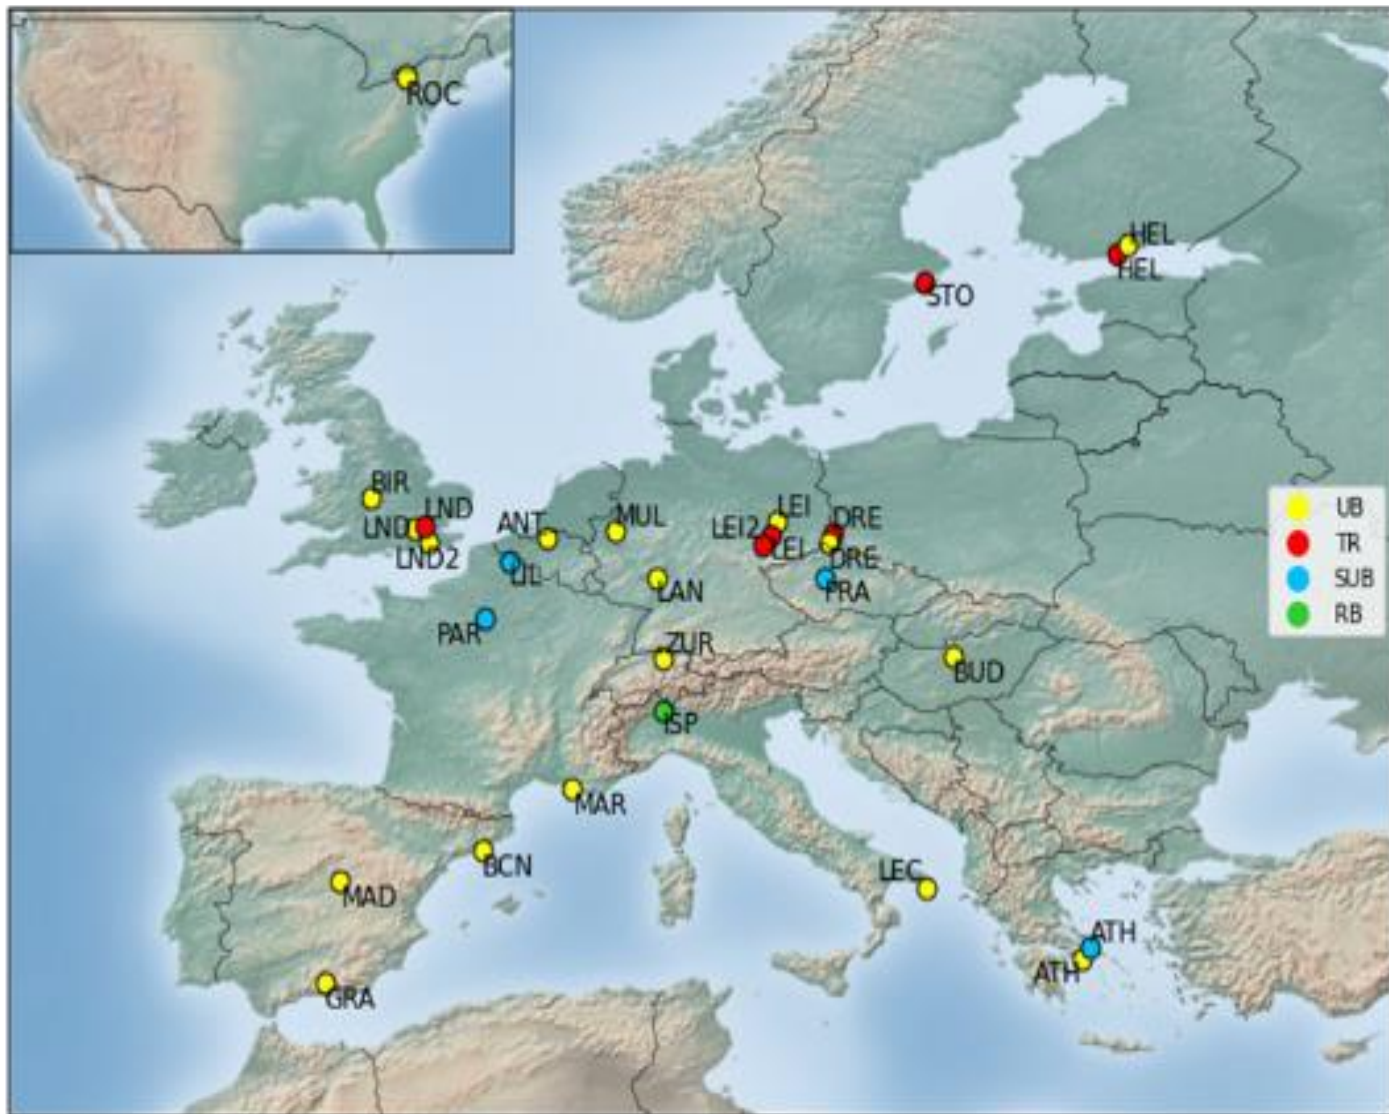 ROC
HEL
HEL
STO
BIR
LND
LND
LND2
ANT
MUL
LEI
LEI2
LEI
DRE
DRE
LIL
LAN
PRA
PAR
ZUR
BUD
ISP
MAR
BCN
MAD
LEC
ATH
ATH
GRA
UB
TR
SUB
RB